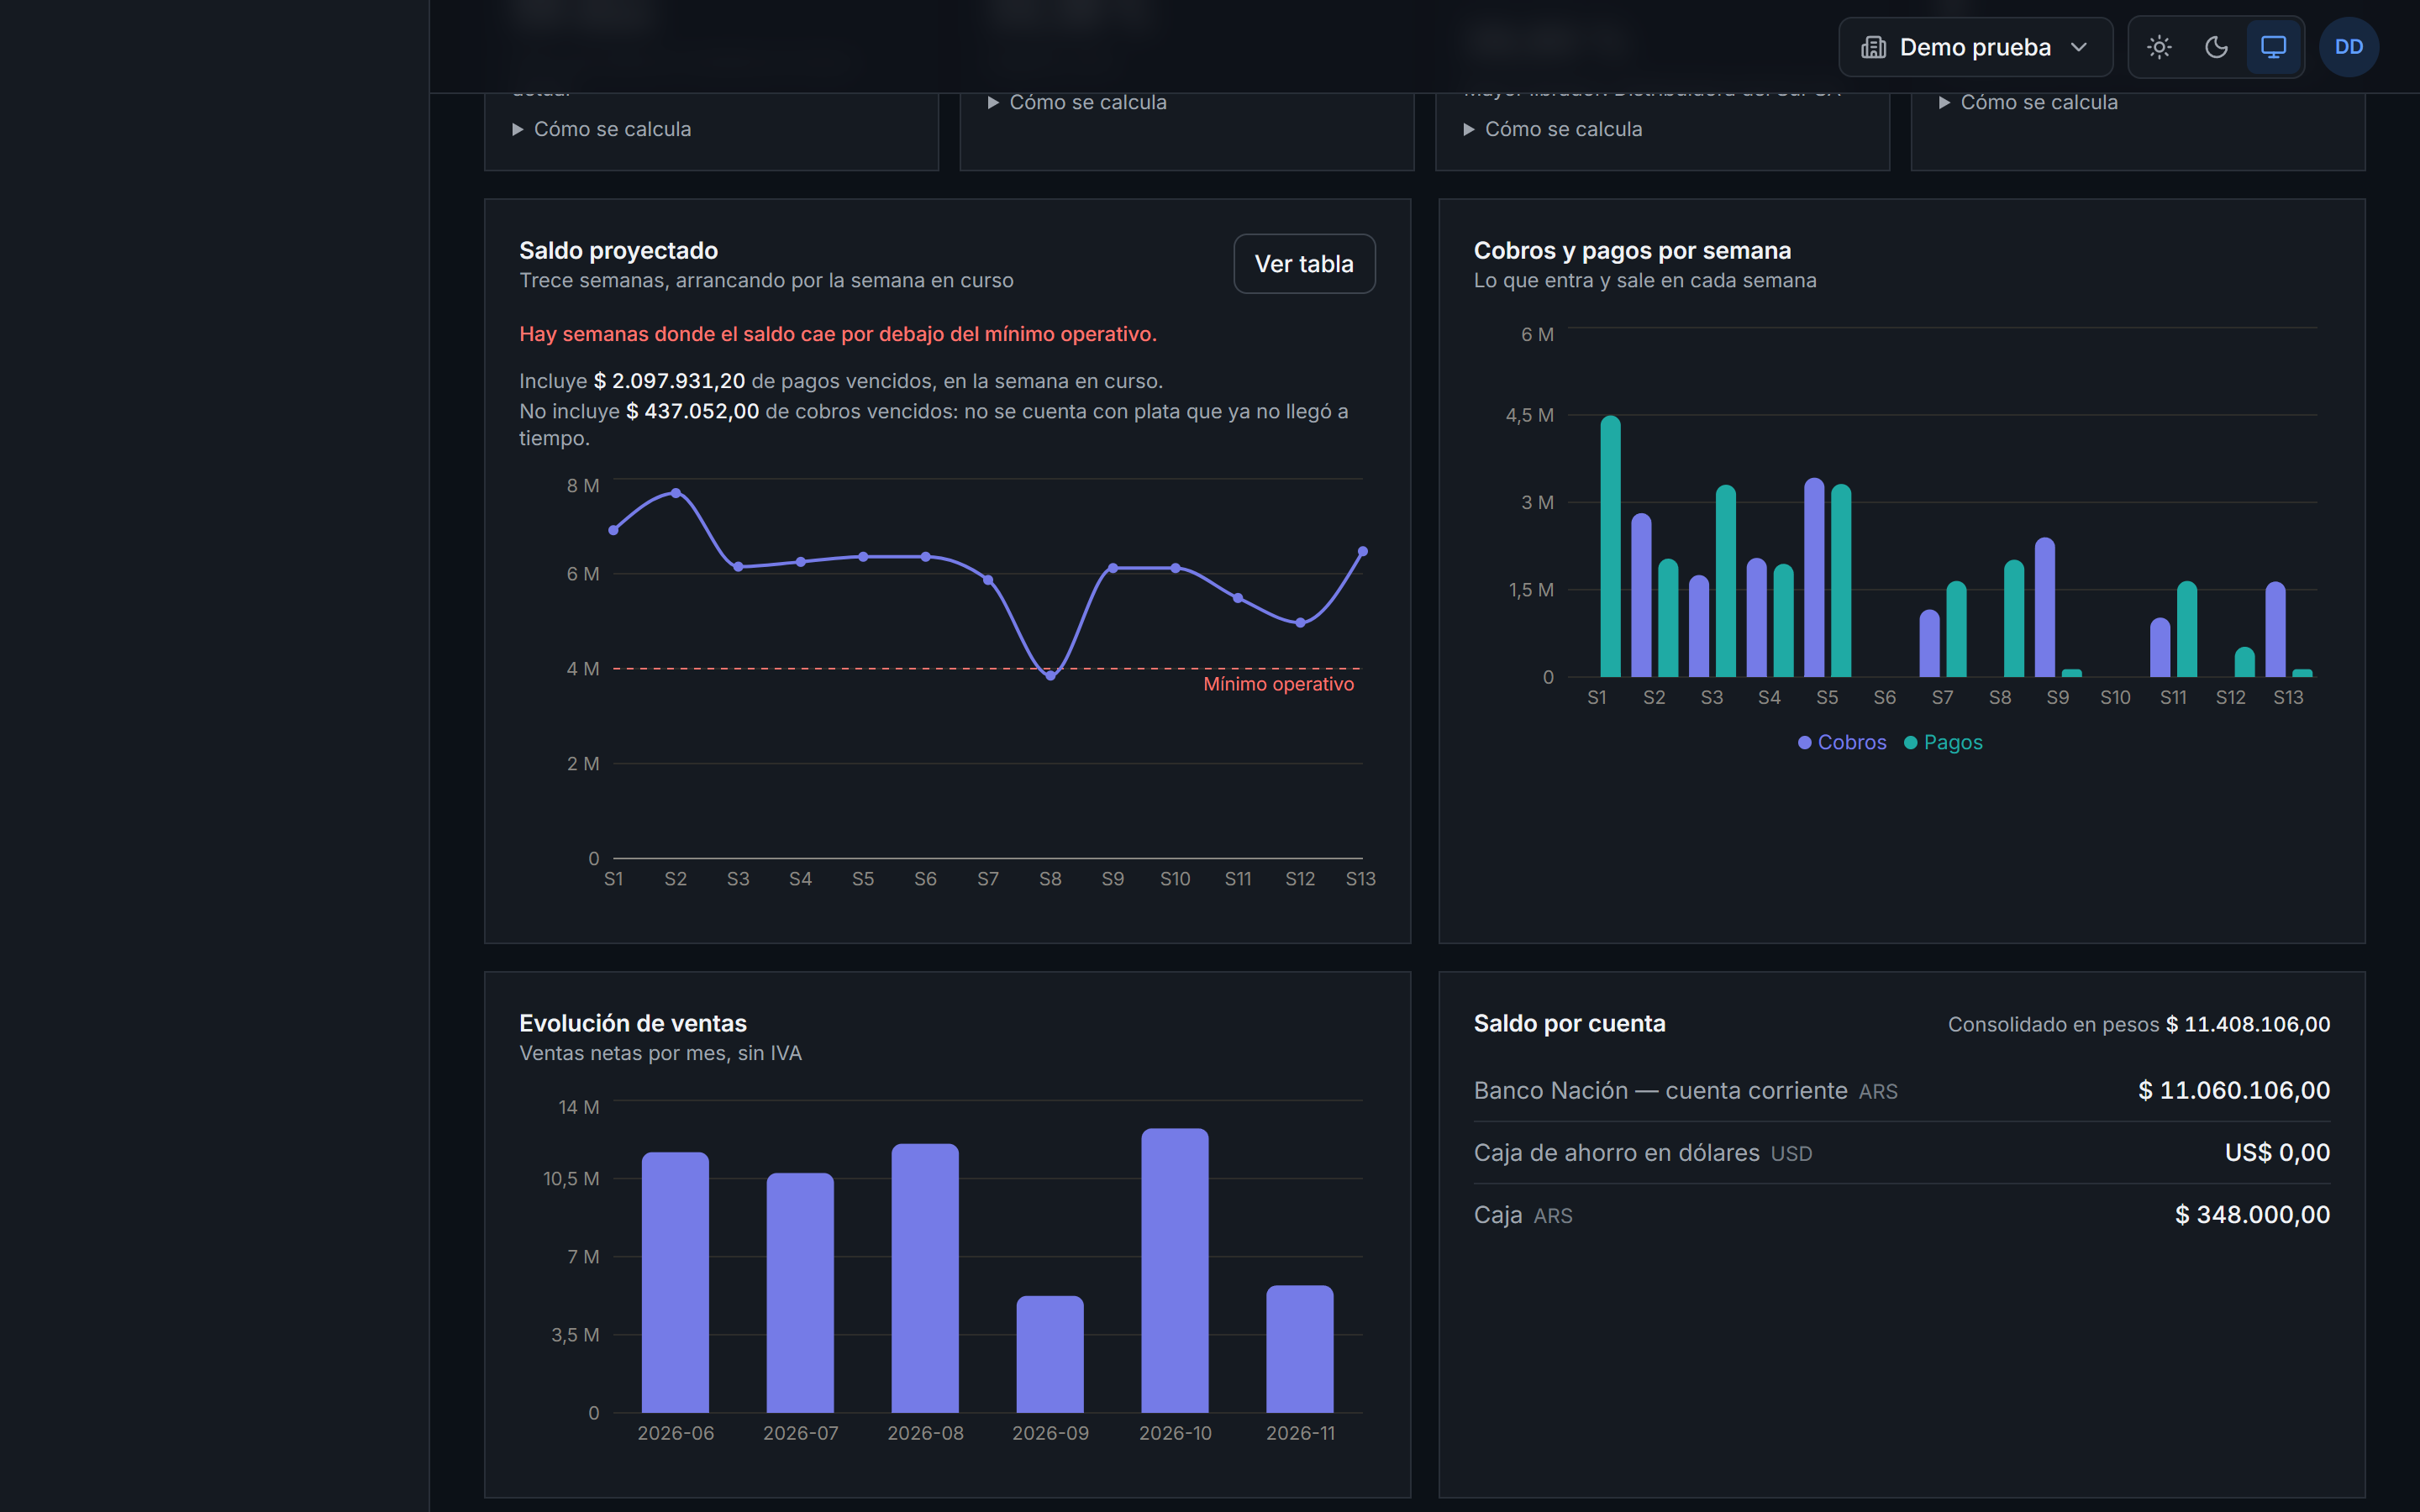 Demo prueba
DD
Cómo se calcula
Cómo se calcula
Cómo se calcula
Cómo se calcula
Saldo proyectado
Trece semanas, arrancando por la semana en curso
Ver tabla
Hay semanas donde el saldo cae por debajo del mínimo operativo.
Incluye $ 2.097.931,20 de pagos vencidos, en la semana en curso.
No incluye $ 437.052,00 de cobros vencidos: no se cuenta con plata que ya no llegó a
tiempo.
8 M
6 M
4 M
Mínimo operativo
2 M
0
S1 S2 S3 S4 S5 S6 S7 S8 S9 S10 S11 S12 S13
Cobros y pagos por semana
Lo que entra y sale en cada semana
6 M
4,5 M
3 M
1,5 M
0
S1 S2 S3 S4 S5 S6 S7 S8 S9 S10 S11 S12 S13
Cobros Pagos
Evolución de ventas
Ventas netas por mes, sin IVA
14 M
10,5 M
7 M
3,5 M
0
2026-06 2026-07 2026-08 2026-09 2026-10 2026-11
Saldo por cuenta
Consolidado en pesos $ 11.408.106,00
Banco Nación — cuenta corriente ARS $ 11.060.106,00
Caja de ahorro en dólares USD US$ 0,00
Caja ARS $ 348.000,00